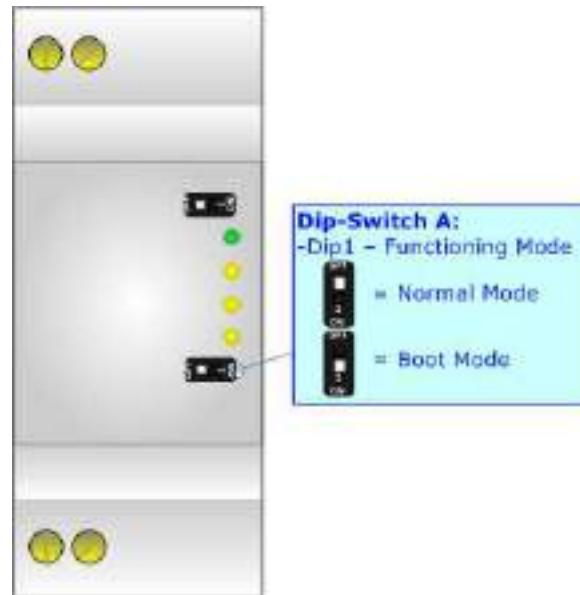 Dip-Switch A:
-Dip1 – Functioning Mode
= Normal Mode
= Boot Mode